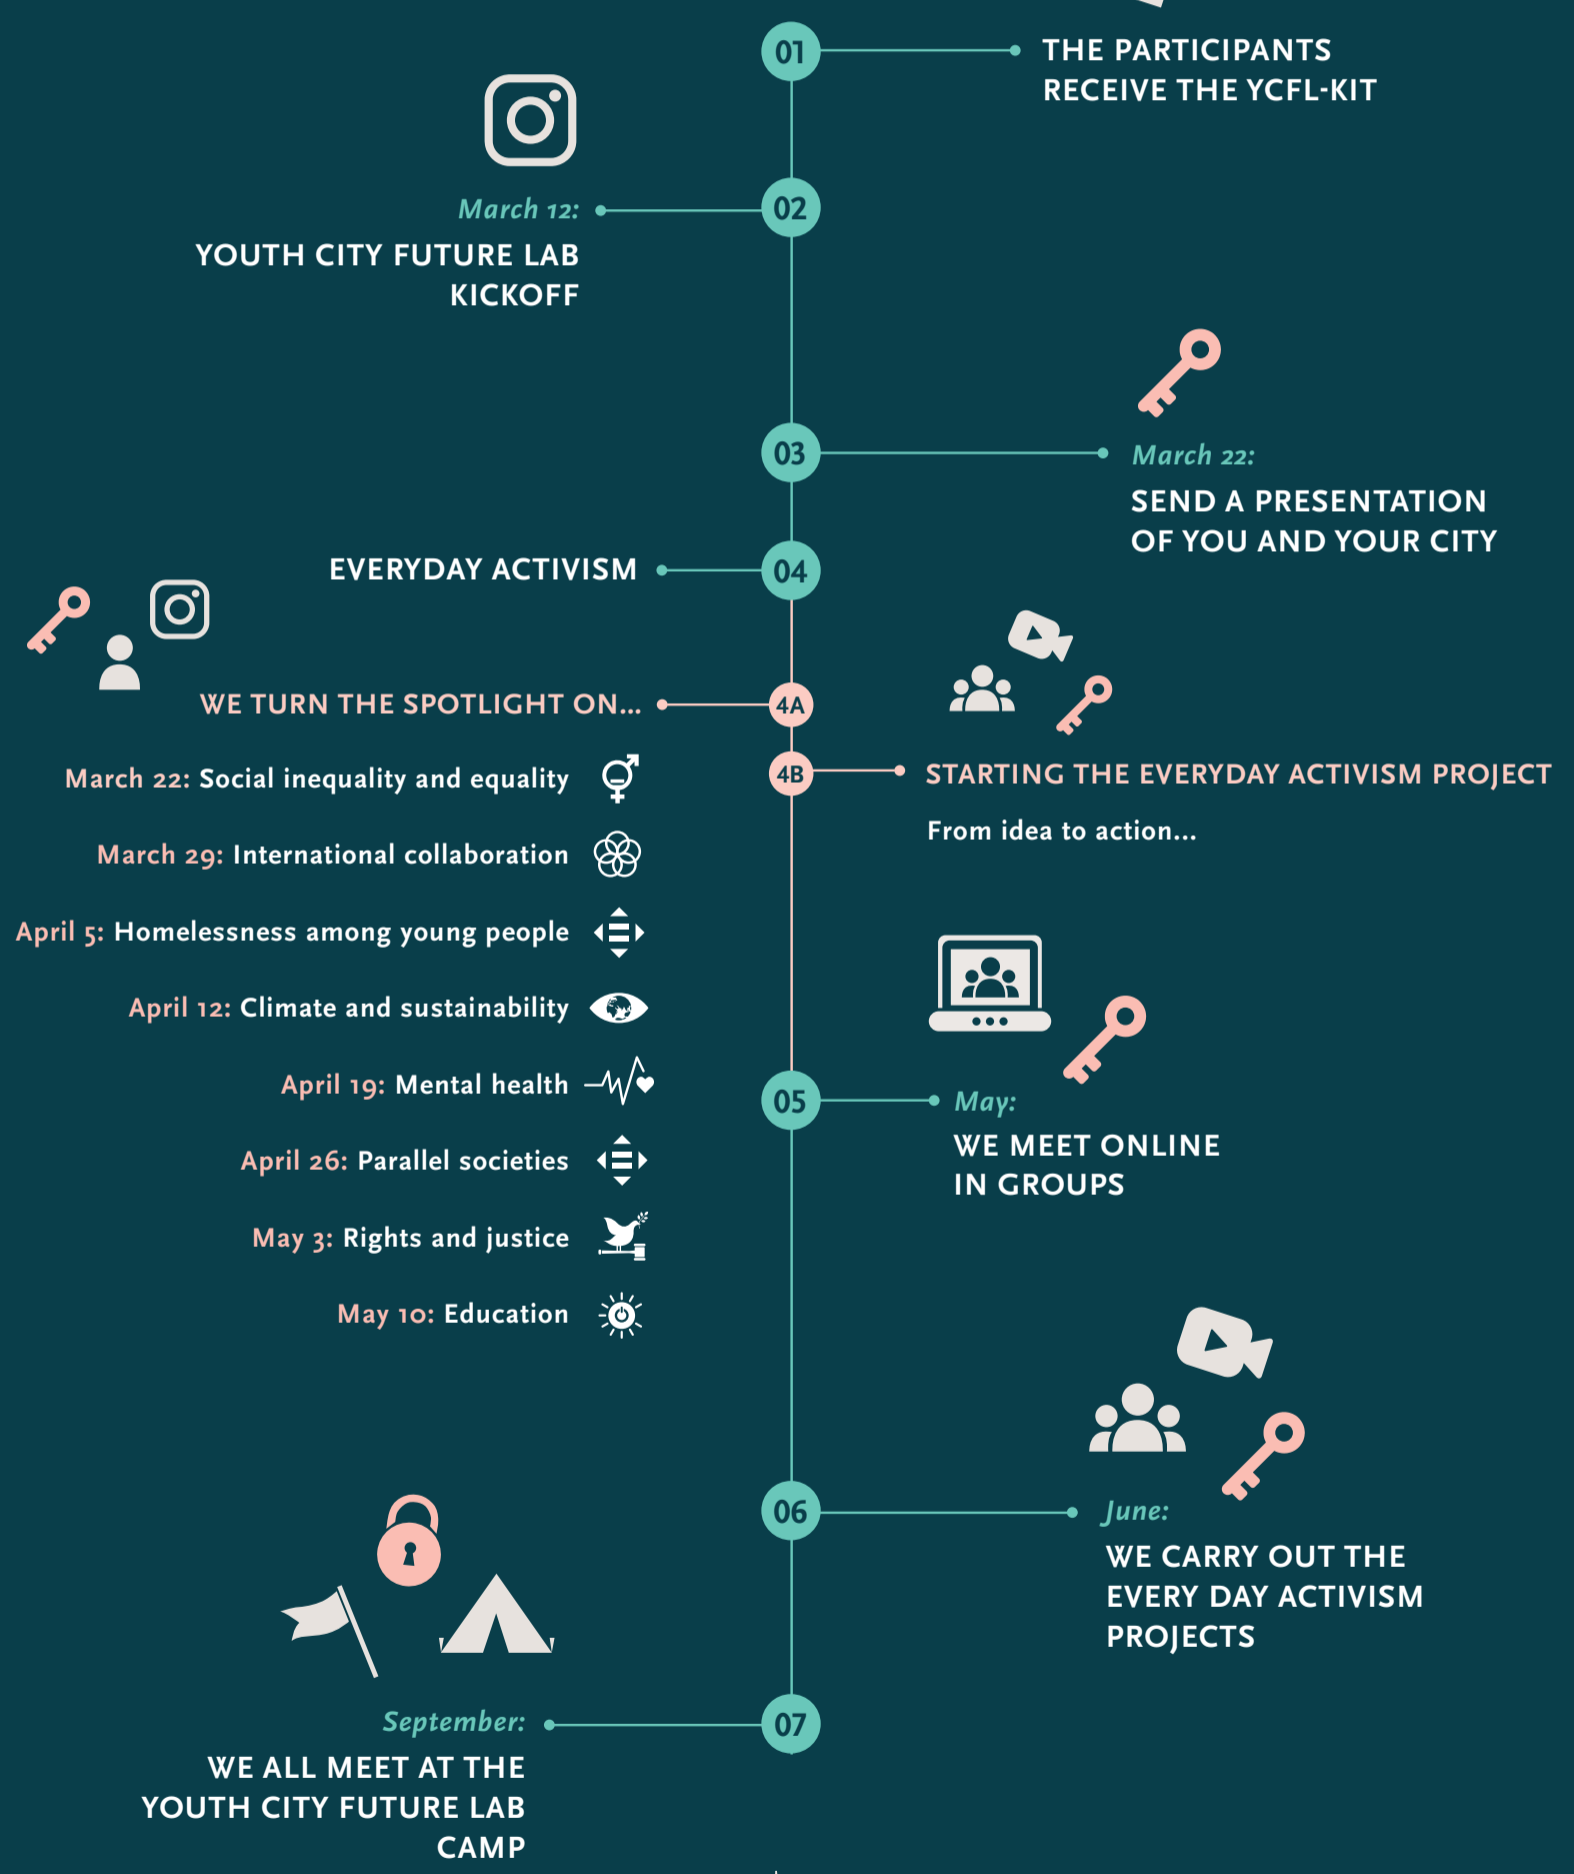 01
THE PARTICIPANTS
RECEIVE THE YCFL-KIT
02
March 12:
YOUTH CITY FUTURE LAB
KICKOFF
03
March 22:
SEND A PRESENTATION
OF YOU AND YOUR CITY
04
EVERYDAY ACTIVISM
4A
WE TURN THE SPOTLIGHT ON...
March 22: Social inequality and equality
March 29: International collaboration
April 5: Homelessness among young people
April 12: Climate and sustainability
April 19: Mental health
April 26: Parallel societies
May 3: Rights and justice
May 10: Education
4B
STARTING THE EVERYDAY ACTIVISM PROJECT
From idea to action...
05
May:
WE MEET ONLINE
IN GROUPS
06
June:
WE CARRY OUT THE
EVERY DAY ACTIVISM
PROJECTS
07
September:
WE ALL MEET AT THE
YOUTH CITY FUTURE LAB
CAMP